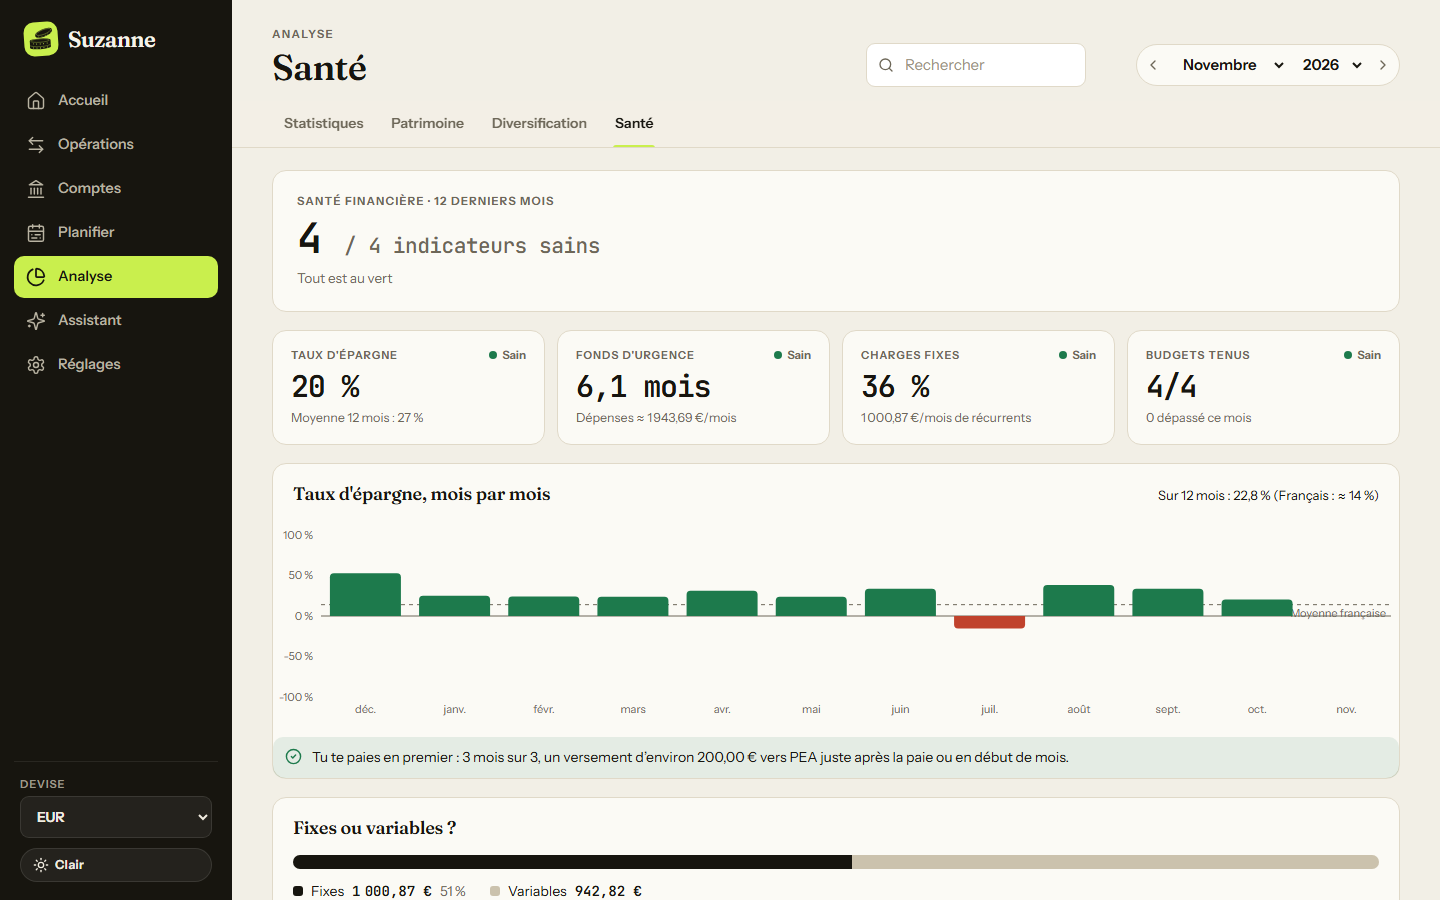 Suzanne
Accueil
Opérations
Comptes
Planifier
Analyse
Assistant
Réglages
DEVISE
EUR
Clair
ANALYSE
Santé
Rechercher
Novembre 2026
Statistiques Patrimoine Diversification Santé
SANTÉ FINANCIÈRE · 12 DERNIERS MOIS
4 / 4 indicateurs sains
Tout est au vert
TAUX D'ÉPARGNE Sain
20 %
Moyenne 12 mois : 27 %
FONDS D'URGENCE Sain
6,1 mois
Dépenses ≈ 1 943,69 €/mois
CHARGES FIXES Sain
36 %
1 000,87 €/mois de récurrents
BUDGETS TENUS Sain
4/4
0 dépassé ce mois
Taux d'épargne, mois par mois
Sur 12 mois : 22,8 % (Français : ≈ 14 %)
100 %
50 %
0 %
-50 %
-100 %
Moyenne française
déc. janv. févr. mars avr. mai juin juil. août sept. oct. nov.
Tu te paies en premier : 3 mois sur 3, un versement d'environ 200,00 € vers PEA juste après la paie ou en début de mois.
Fixes ou variables ?
Fixes 1 000,87 € 51 % Variables 942,82 €